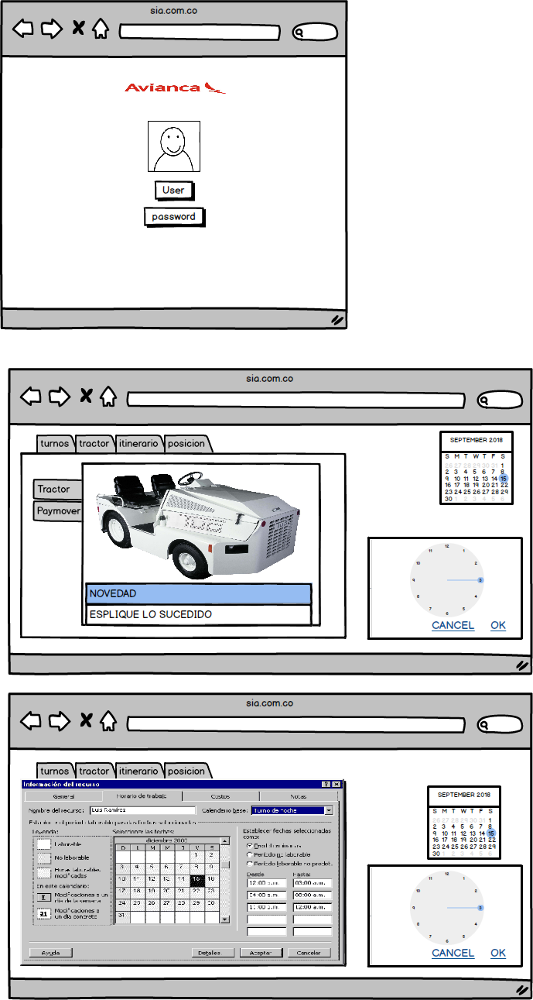 sia.com.co
Avianca
User
password
sia.com.co
turnos tractor itinerario posicion
Tractor
Paymover
NOVEDAD
ESPLIQUE LO SUCEDIDO
SEPTEMBER 2018
S M T W T F S
26 27 28 29 30 31 1
2 3 4 5 6 7 8
9 10 11 12 13 14 15
16 17 18 19 20 21 22
23 24 25 26 27 28 29
30 1 2 3 4 5 6
12
11 1
10 2
9 3
8 4
7 5
6
CANCEL OK
sia.com.co
turnos tractor itinerario posicion
Información del recurso
General Horario de trabajo Costos Notas
Nombre del recurso: Luis Ramírez Calendario base: Turno de noche
Leyenda: Seleccionar las fechas:
Laborable
No laborable
Horas laborables
modificadas
En este calendario:
Modificaciones a un
día de la semana
31 Modificaciones a
un día concreto
diciembre 2000
D L M M J V S
1 2
3 4 5 6 7 8 9
10 11 12 13 14 15 16
17 18 19 20 21 22 23
24 25 26 27 28 29 30
31
Establecer fechas seleccionadas
como:
Predeterminadas
Período no laborable
Período laborable no predet.
Desde Hasta:
12:00 a.m. 03:00 a.m.
04:00 a.m. 08:00 a.m.
11:00 p.m. 12:00 a.m.
Ayuda Detalles... Aceptar Cancelar
SEPTEMBER 2018
S M T W T F S
26 27 28 29 30 31 1
2 3 4 5 6 7 8
9 10 11 12 13 14 15
16 17 18 19 20 21 22
23 24 25 26 27 28 29
30 1 2 3 4 5 6
12
11 1
10 2
9 3
8 4
7 5
6
CANCEL OK